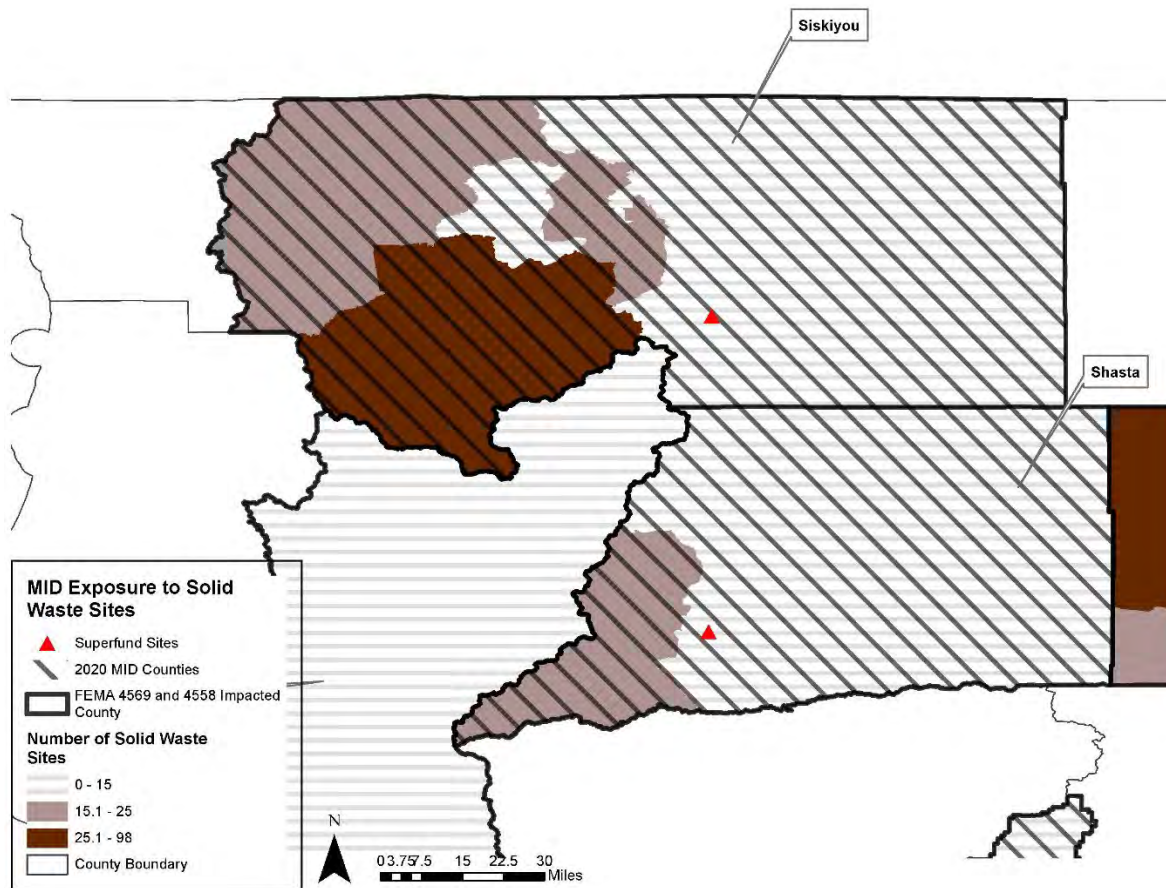 Siskiyou
Shasta
MID Exposure to Solid
Waste Sites
Superfund Sites
2020 MID Counties
FEMA 4569 and 4558 Impacted
County
Number of Solid Waste
Sites
0 - 15
15.1 - 25
25.1 - 98
County Boundary
N
0 3.75 7.5 15 22.5 30
Miles